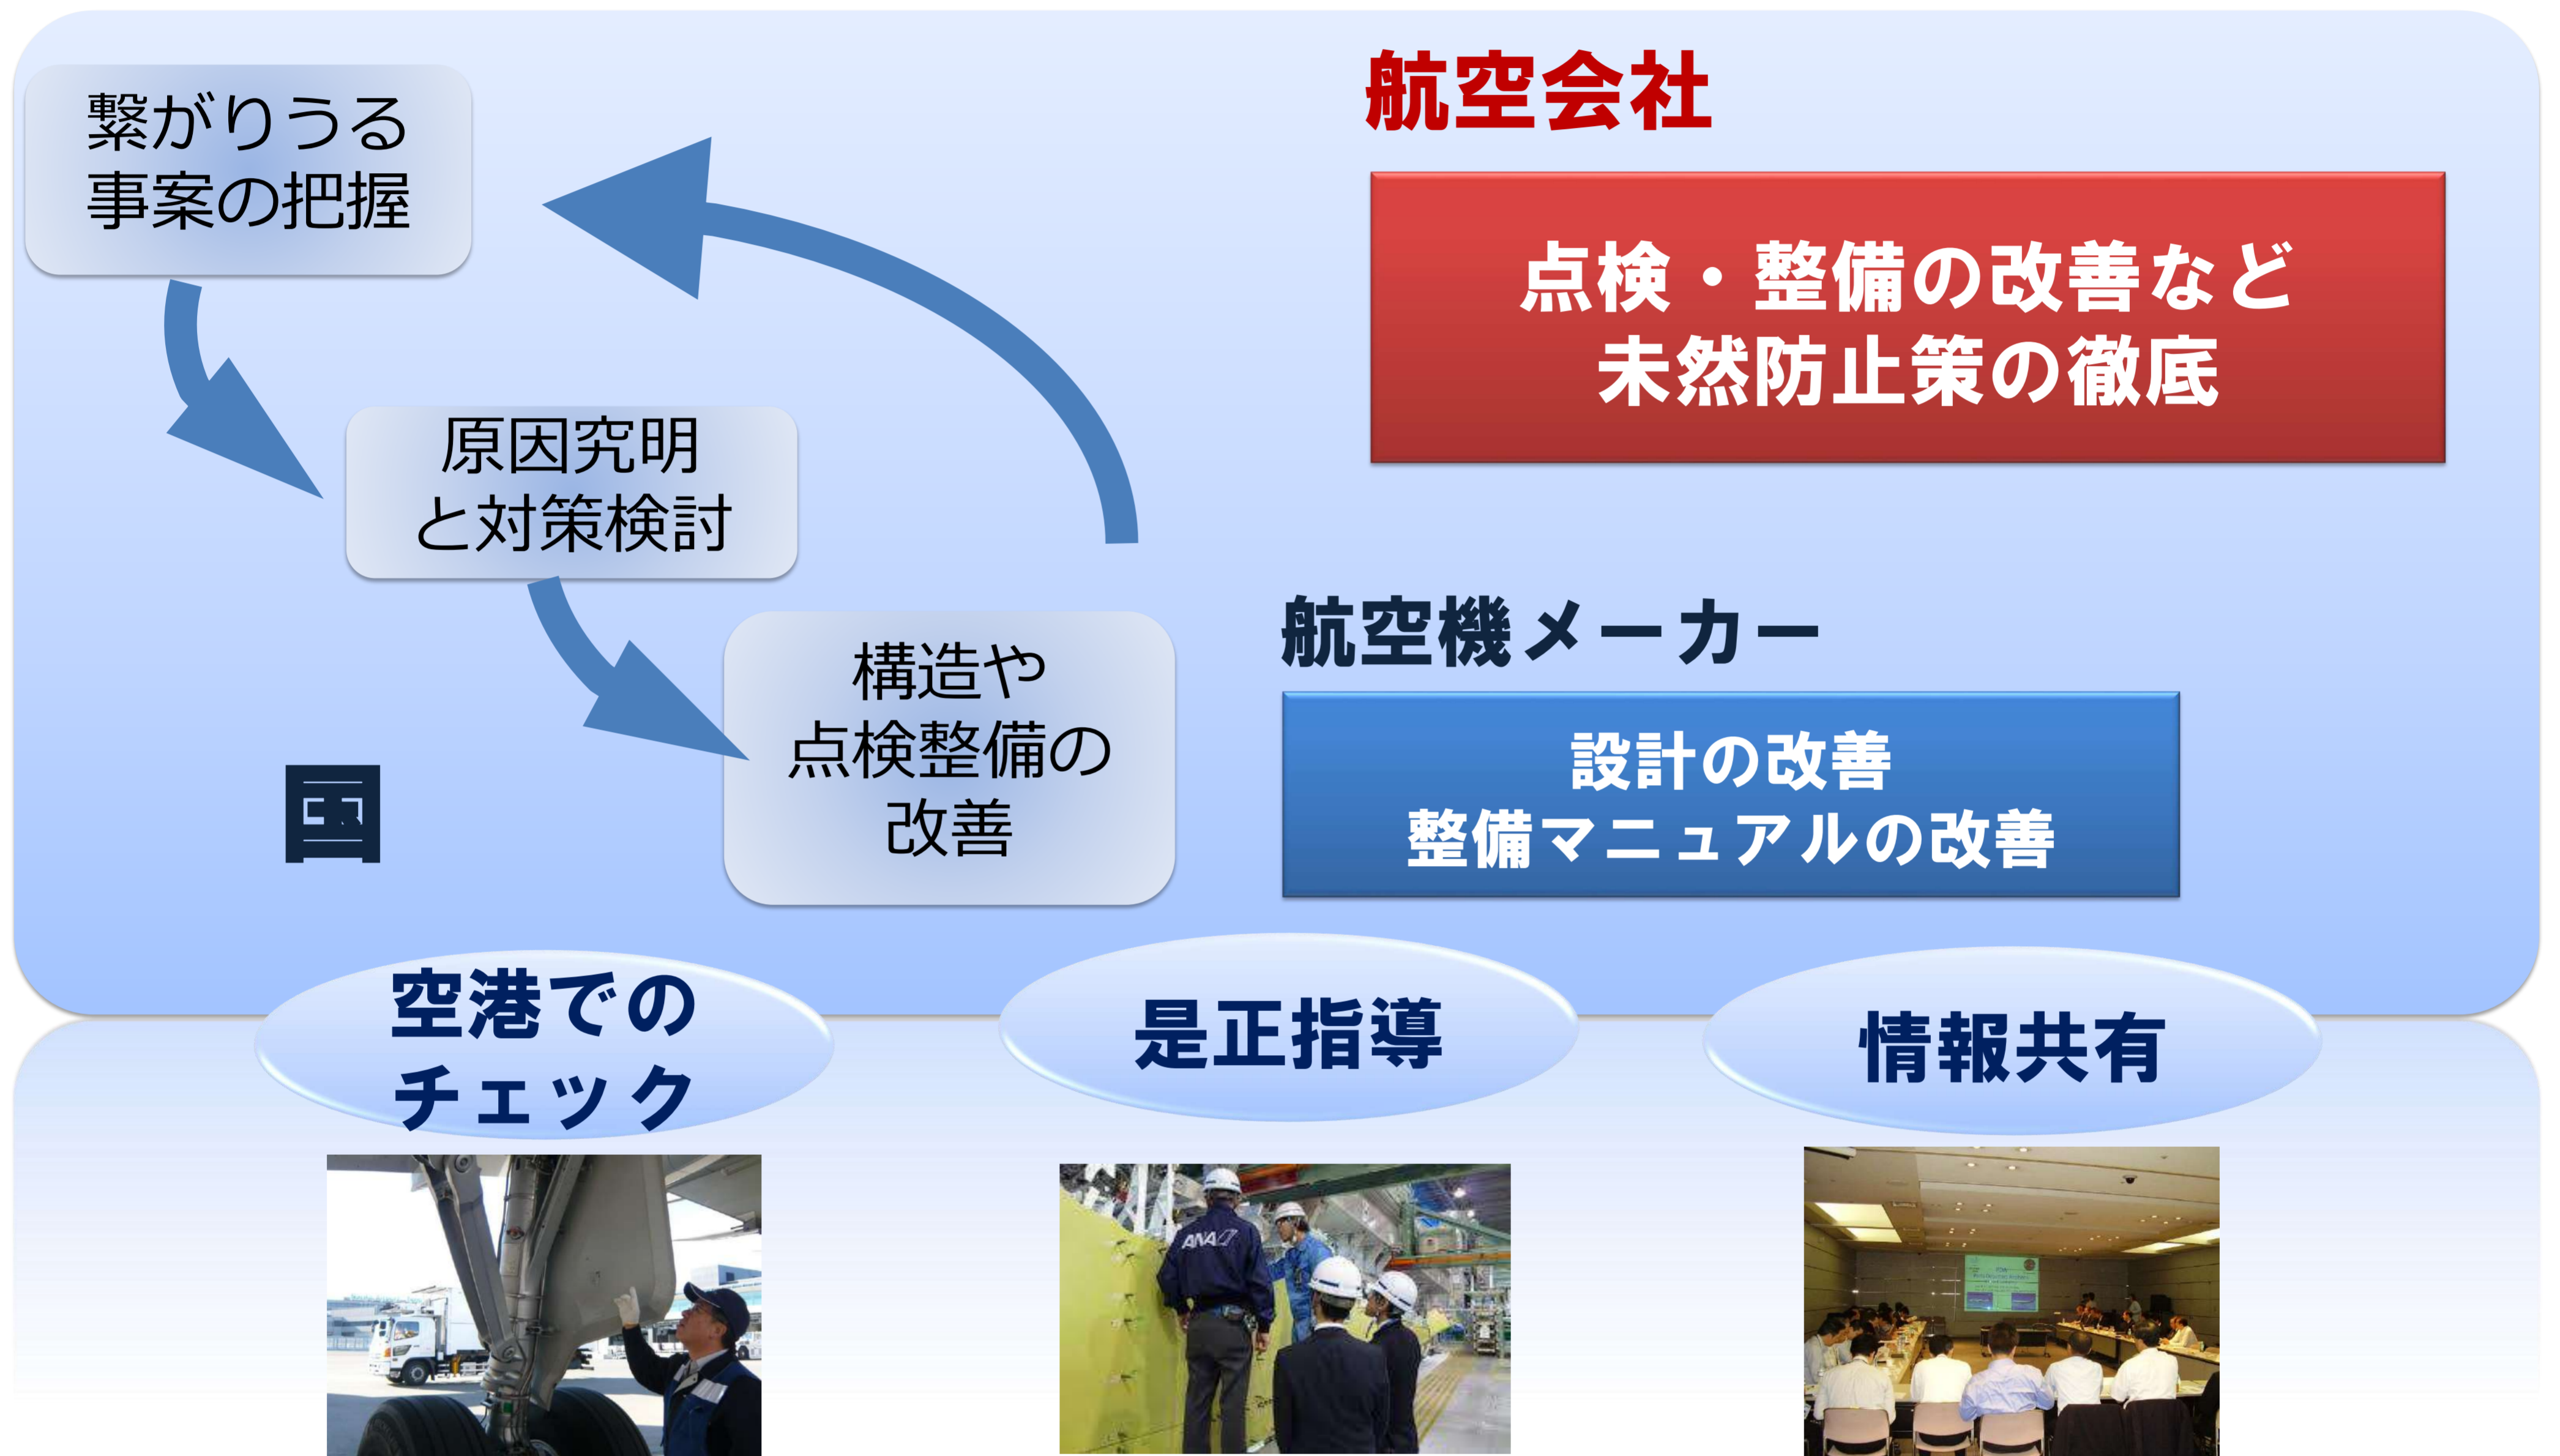 繋がりうる
事案の把握
原因究明
と対策検討
構造や
点検整備の
改善
航空会社
点検・整備の改善など
未然防止策の徹底
航空機メーカー
設計の改善
整備マニュアルの改善
国
空港での
チェック
是正指導
情報共有
ANA